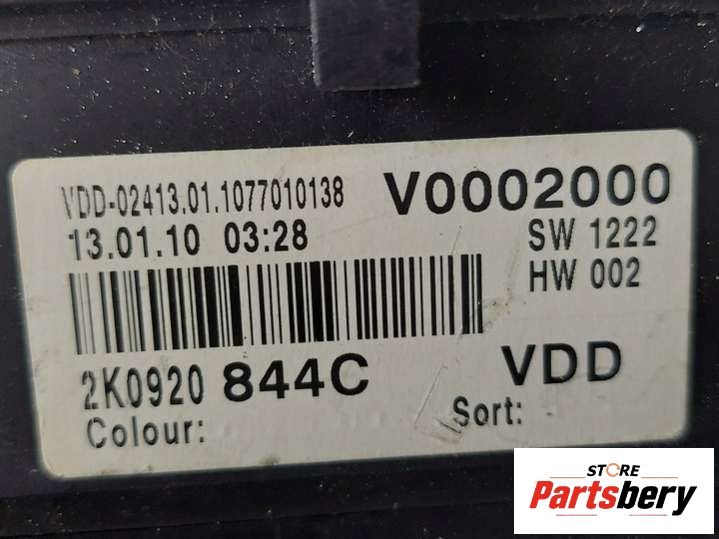 VDD-02413.01.1077010138 V0002000
13.01.10 03:28 SW 1222
HW 002
2K0920 844C VDD
Colour: Sort:
STORE
Partsbery